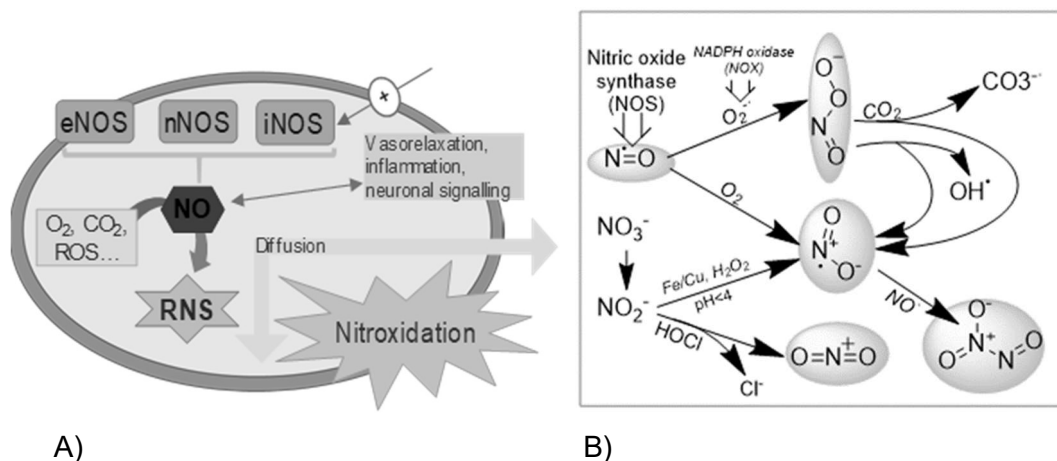 eNOS
nNOS
iNOS
+
Vasorelaxation,
inflammation,
neuronal signalling
NO
O₂, CO₂,
ROS...
Diffusion
RNS
Nitroxidation
A)
Nitric oxide
synthase
(NOS)
NADPH oxidase
(NOX)
O₂⁻˙
N=O
O⁻
O
N
O
CO₂
CO3⁻˙
OH•
O₂
NO₃⁻
NO₂⁻
Fe/Cu, H₂O₂
pH<4
HOCl
Cl⁻
O
N⁺
O⁻
O=N=O
+
NO˙
O⁻
O
N⁺
N
O
B)